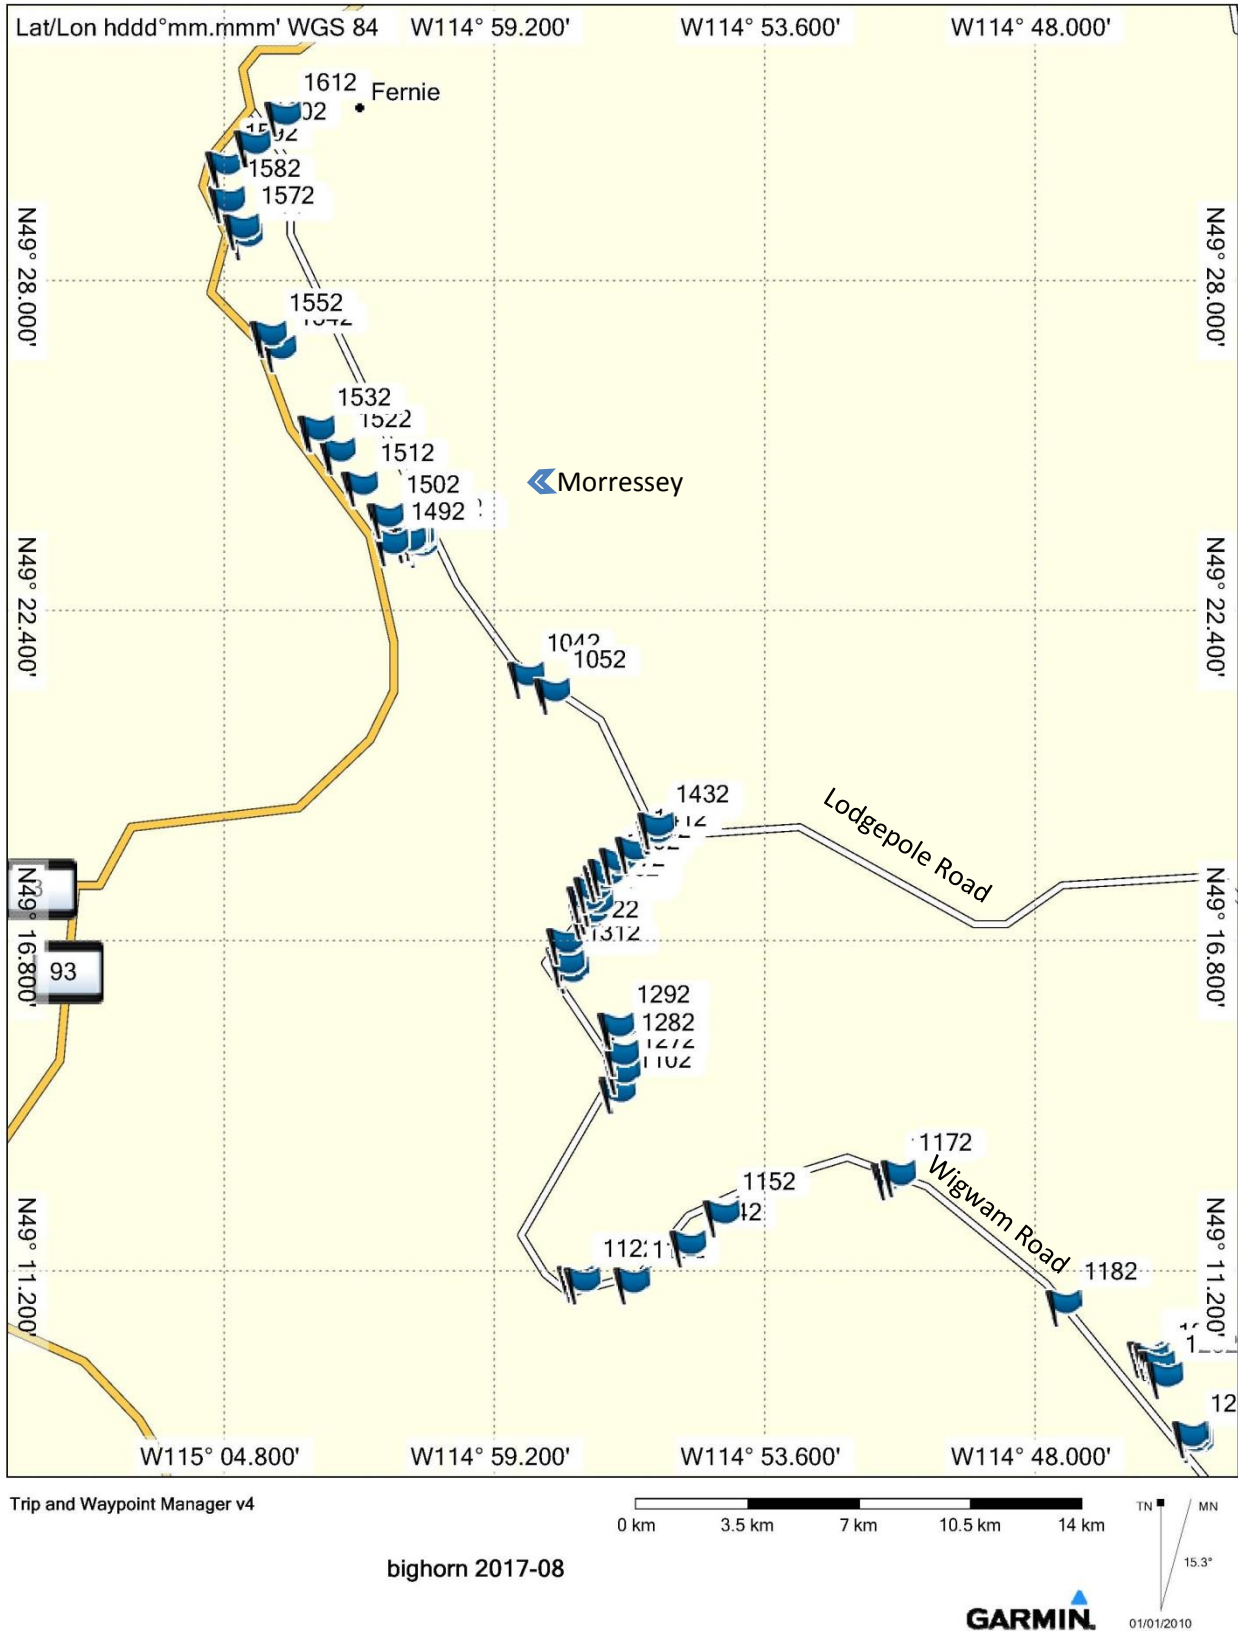 Lat/Lon hddd°mm.mmm' WGS 84
W114° 59.200'
W114° 53.600'
W114° 48.000'
1612
Fernie
1582
1572
N49° 28.000'
N49° 28.000'
1552
1532
1522
1512
1502
Morressey
1492
N49° 22.400'
N49° 22.400'
1042
1052
1432
Lodgepole Road
N49° 16.800'
N49° 16.800'
1312
93
1292
1282
1272
1102
1172
Wigwam Road
1152
1122
N49° 11.200'
N49° 11.200'
1182
W115° 04.800'
W114° 59.200'
W114° 53.600'
W114° 48.000'
Trip and Waypoint Manager v4
0 km
3.5 km
7 km
10.5 km
14 km
TN
MN
15.3°
bighorn 2017-08
GARMIN
01/01/2010